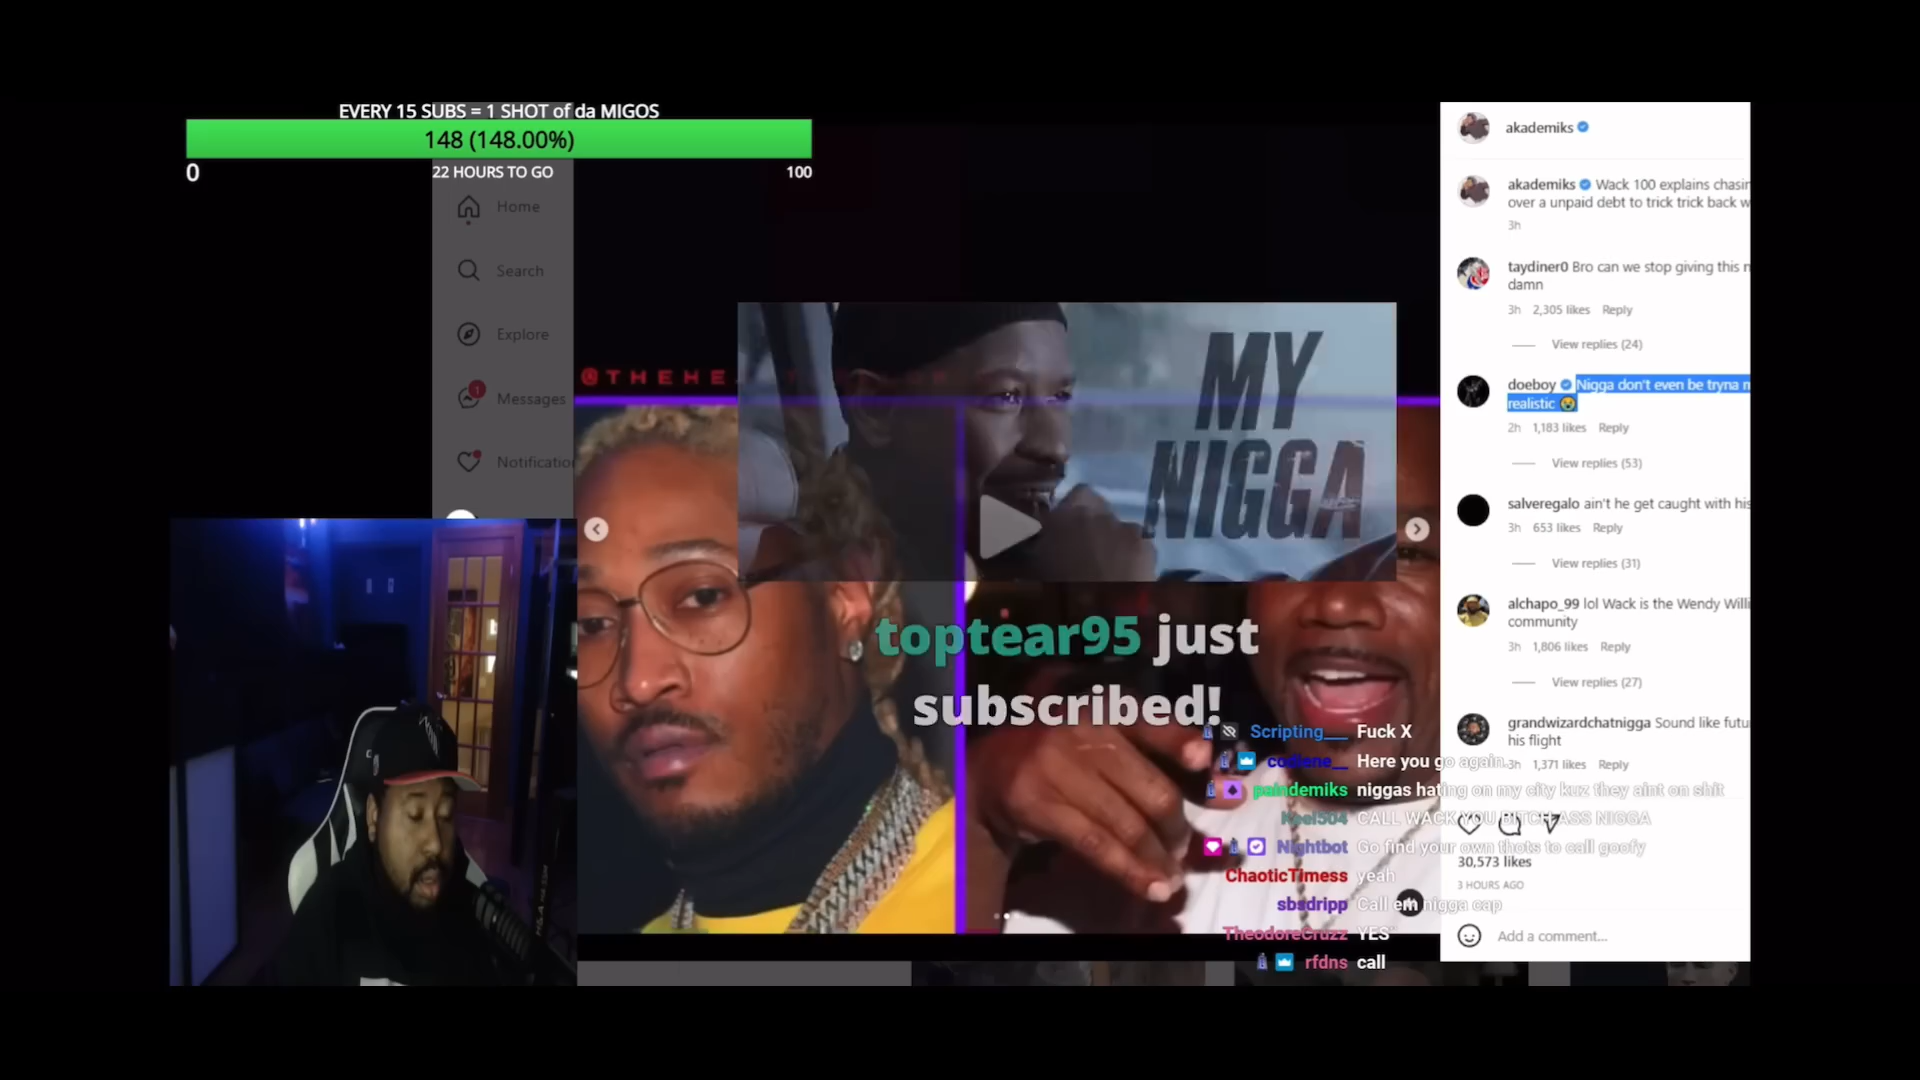 EVERY 15 SUBS = 1 SHOT of da MIGOS
148 (148.00%)
0
22 HOURS TO GO
100
Home
Search
Explore
1
Messages
Notificatio
@THEHE
MY
NIGGA
toptear95 just
subscribed!
akademiks
akademiks Wack 100 explains chasin
over a unpaid debt to trick trick back w
3h
taydiner0 Bro can we stop giving this n
damn
3h 2,305 likes Reply
View replies (24)
doeboy Nigga don't even be tryna m
realistic 😭
2h 1,183 likes Reply
View replies (53)
salveregalo ain't he get caught with his
3h 653 likes Reply
View replies (31)
alchapo_99 lol Wack is the Wendy Willi
community
3h 1,806 likes Reply
View replies (27)
grandwizardchatnigga Sound like futu
his flight
3h 1,371 likes Reply
30,573 likes
3 HOURS AGO
Add a comment...
Scripting___ Fuck X
Here you go again..
paindemiks niggas hating on my city kuz they aint on shit
CALL WACK YOU BITCH ASS NIGGA
Nightbot Go find your own thots to call goofy
ChaoticTimess yeah
sbsdripp Call em nigga cap
TheodoreCruzz YES
rfdns call